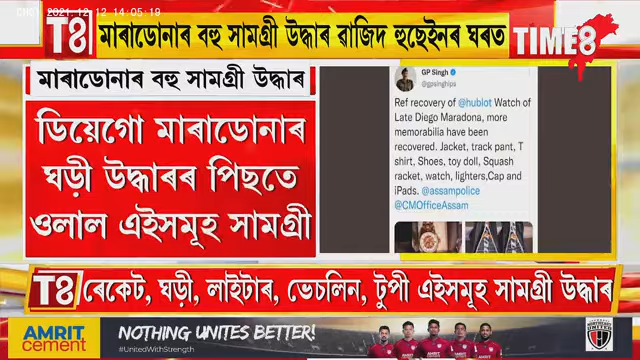 CH01 2021.12.12 14:05:19
T8 মাৰাডোনাৰ বহু সামগ্ৰী উদ্ধাৰ ৱাজিদ হুছেইনৰ ঘৰত TIME8
মাৰাডোনাৰ বহু সামগ্ৰী উদ্ধাৰ
ডিয়েগো মাৰাডোনাৰ
ঘড়ী উদ্ধাৰৰ পিছতে
ওলাল এইসমূহ সামগ্ৰী
GP Singh
@gpsinghips
Ref recovery of @hublot Watch of
Late Diego Maradona, more
memorabilia have been
recovered. Jacket, track pant, T
shirt, Shoes, toy doll, Squash
racket, watch, lighters,Cap and
iPads. @assampolice
@CMOfficeAssam
T8 ৰেকেট, ঘড়ী, লাইটাৰ, ভেচলিন, টুপী এইসমূহ সামগ্ৰী উদ্ধাৰ
AMRIT
cement
NOTHING UNITES BETTER!
#UnitedWithStrength